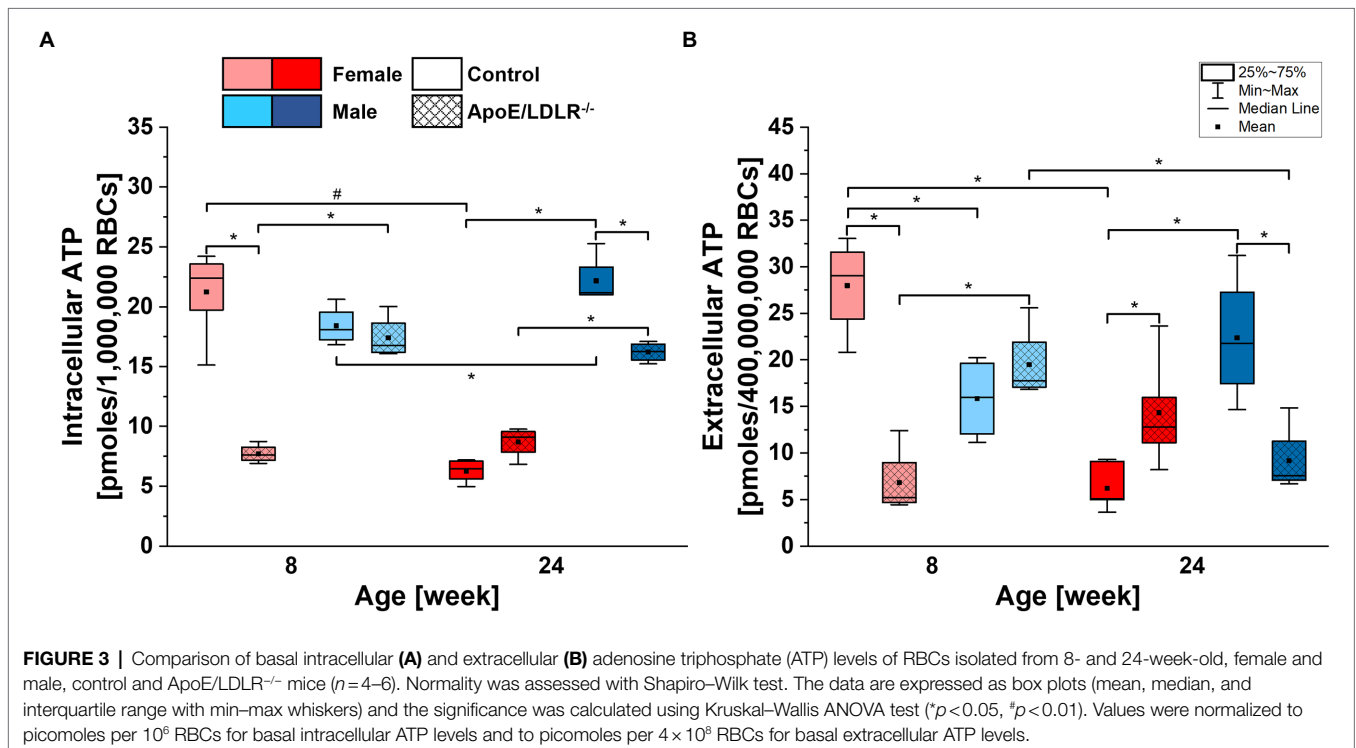 A
Female
Control
Male
ApoE/LDLR-/-
Intracellular ATP
[pmoles/1,000,000 RBCs]
35
30
25
20
15
10
5
0
#
*
*
*
*
*
*
8
24
Age [week]
B
25%~75%
Min~Max
Median Line
Mean
Extracellular ATP
[pmoles/400,000,000 RBCs]
45
40
35
30
25
20
15
10
5
0
*
*
*
*
*
*
*
*
8
24
Age [week]
FIGURE 3 | Comparison of basal intracellular (A) and extracellular (B) adenosine triphosphate (ATP) levels of RBCs isolated from 8- and 24-week-old, female and
male, control and ApoE/LDLR−/− mice (n=4–6). Normality was assessed with Shapiro–Wilk test. The data are expressed as box plots (mean, median, and
interquartile range with min–max whiskers) and the significance was calculated using Kruskal–Wallis ANOVA test (*p<0.05, #p<0.01). Values were normalized to
picomoles per 10⁶ RBCs for basal intracellular ATP levels and to picomoles per 4×10⁸ RBCs for basal extracellular ATP levels.